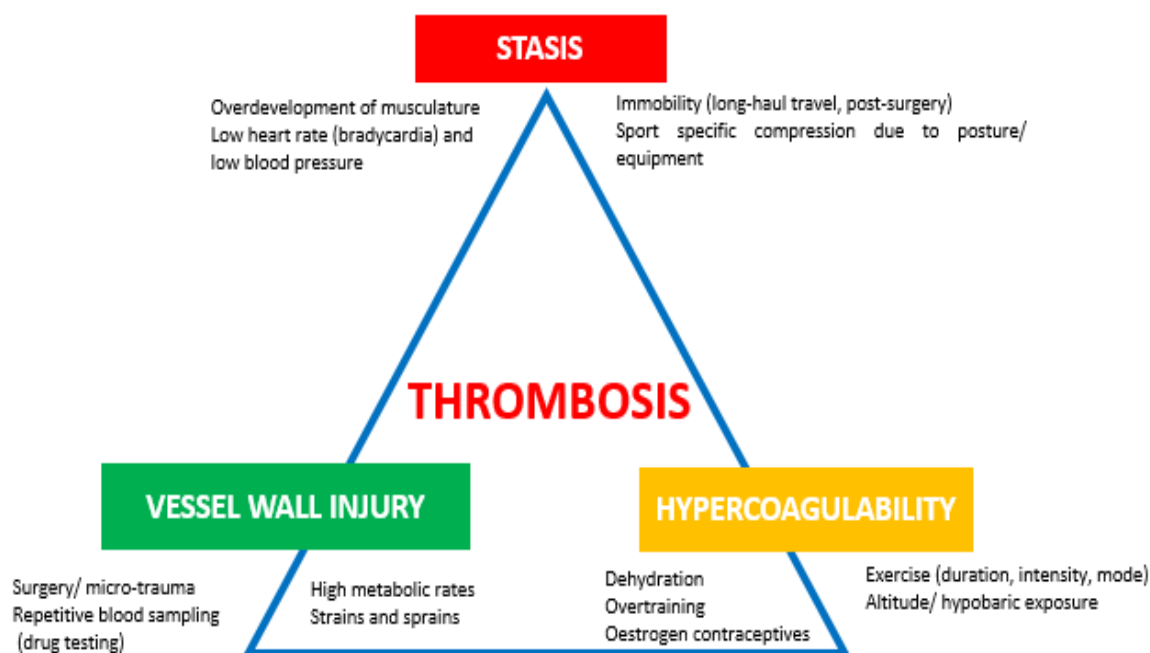 STASIS
Overdevelopment of musculature
Low heart rate (bradycardia) and
low blood pressure
Immobility (long-haul travel, post-surgery)
Sport specific compression due to posture/
equipment
THROMBOSIS
VESSEL WALL INJURY
HYPERCOAGULABILITY
Surgery/ micro-trauma
Repetitive blood sampling
(drug testing)
High metabolic rates
Strains and sprains
Dehydration
Overtraining
Oestrogen contraceptives
Exercise (duration, intensity, mode)
Altitude/ hypobaric exposure